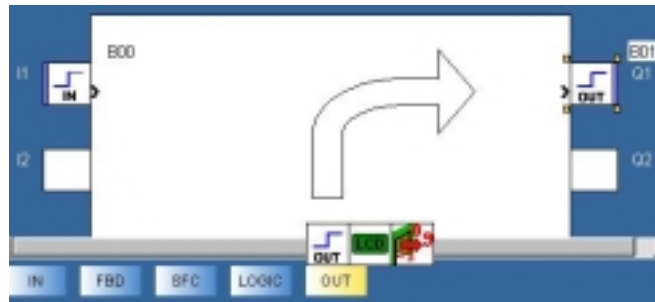 B00
B01
I1
IN
OUT
Q1
I2
Q2
OUT
LCD
IN
FBD
SFC
LOGIC
OUT